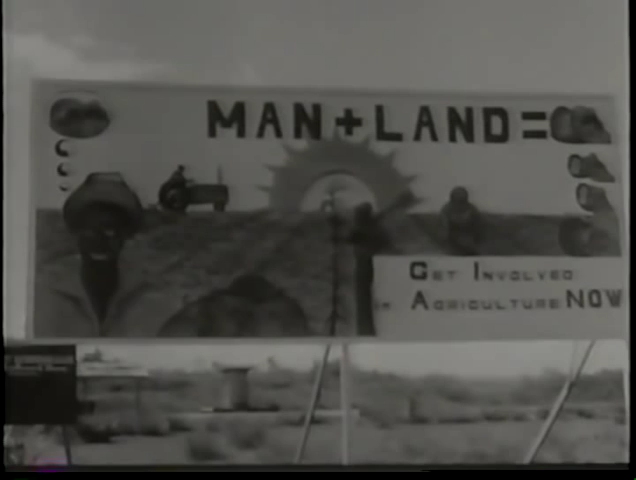 MAN+LAND=
GET INVOLVED
IN AGRICULTURE NOW